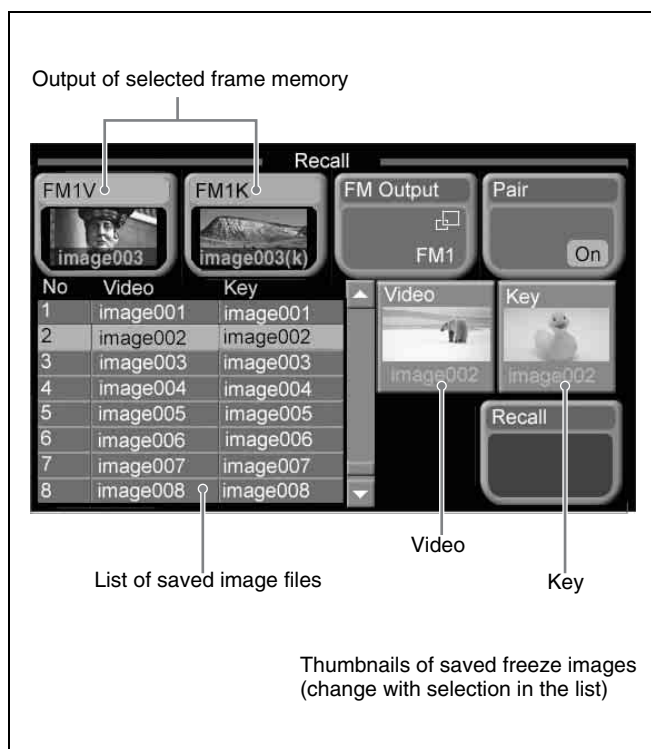 Output of selected frame memory
Recall
FM1V
FM1K
FM Output
Pair
image003
image003(k)
FM1
On
No Video Key
1 image001 image001
2 image002 image002
3 image003 image003
4 image004 image004
5 image005 image005
6 image006 image006
7 image007 image007
8 image008 image008
Video
Key
image002
image002
Recall
Video
Key
List of saved image files
Thumbnails of saved freeze images
(change with selection in the list)